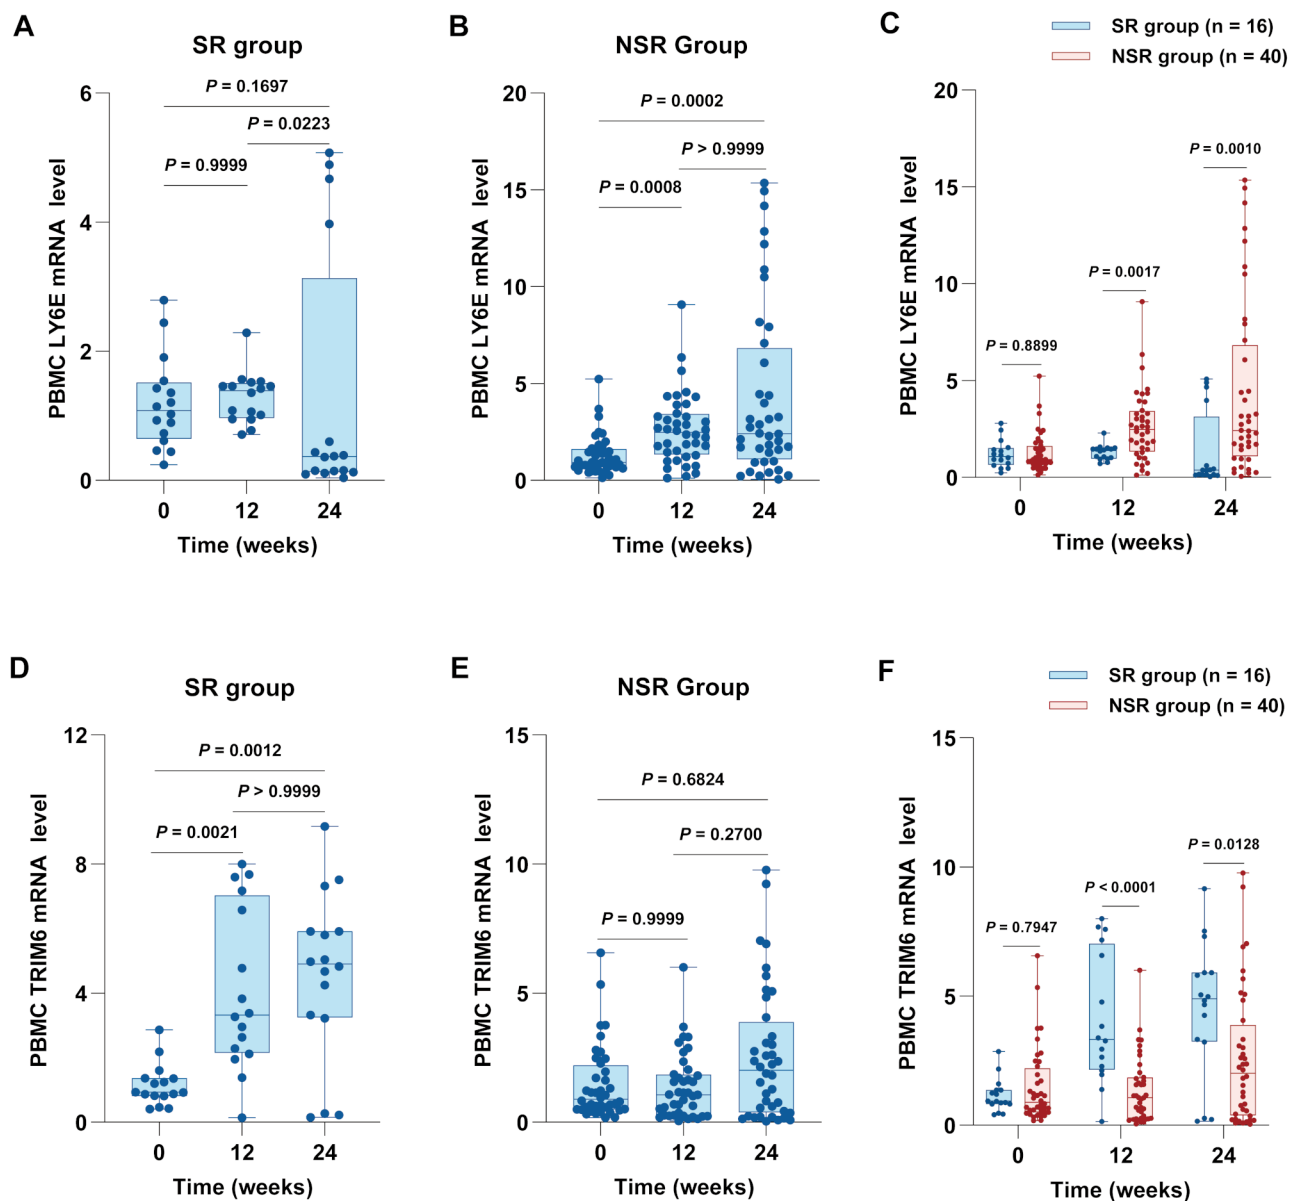 A
SR group
P = 0.1697
P = 0.0223
P = 0.9999
6
4
2
0
PBMC LY6E mRNA level
0
12
24
Time (weeks)
B
NSR Group
P = 0.0002
P > 0.9999
P = 0.0008
20
15
10
5
0
PBMC LY6E mRNA level
0
12
24
Time (weeks)
C
SR group (n = 16)
NSR group (n = 40)
P = 0.0010
P = 0.0017
P = 0.8899
20
15
10
5
0
PBMC LY6E mRNA level
0
12
24
Time (weeks)
D
SR group
P = 0.0012
P > 0.9999
P = 0.0021
12
8
4
0
PBMC TRIM6 mRNA level
0
12
24
Time (weeks)
E
NSR Group
P = 0.6824
P = 0.2700
P = 0.9999
15
10
5
0
PBMC TRIM6 mRNA level
0
12
24
Time (weeks)
F
SR group (n = 16)
NSR group (n = 40)
P = 0.0128
P < 0.0001
P = 0.7947
15
10
5
0
PBMC TRIM6 mRNA level
0
12
24
Time (weeks)